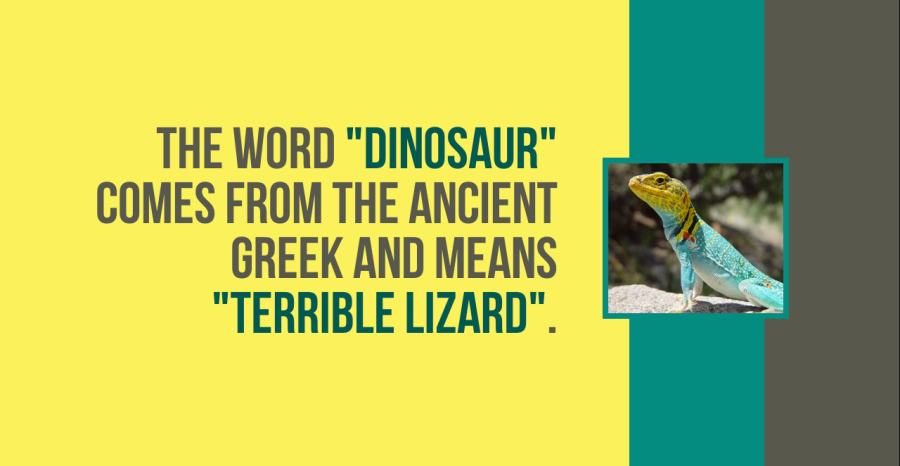 THE WORD "DINOSAUR"
COMES FROM THE ANCIENT
GREEK AND MEANS
"TERRIBLE LIZARD".